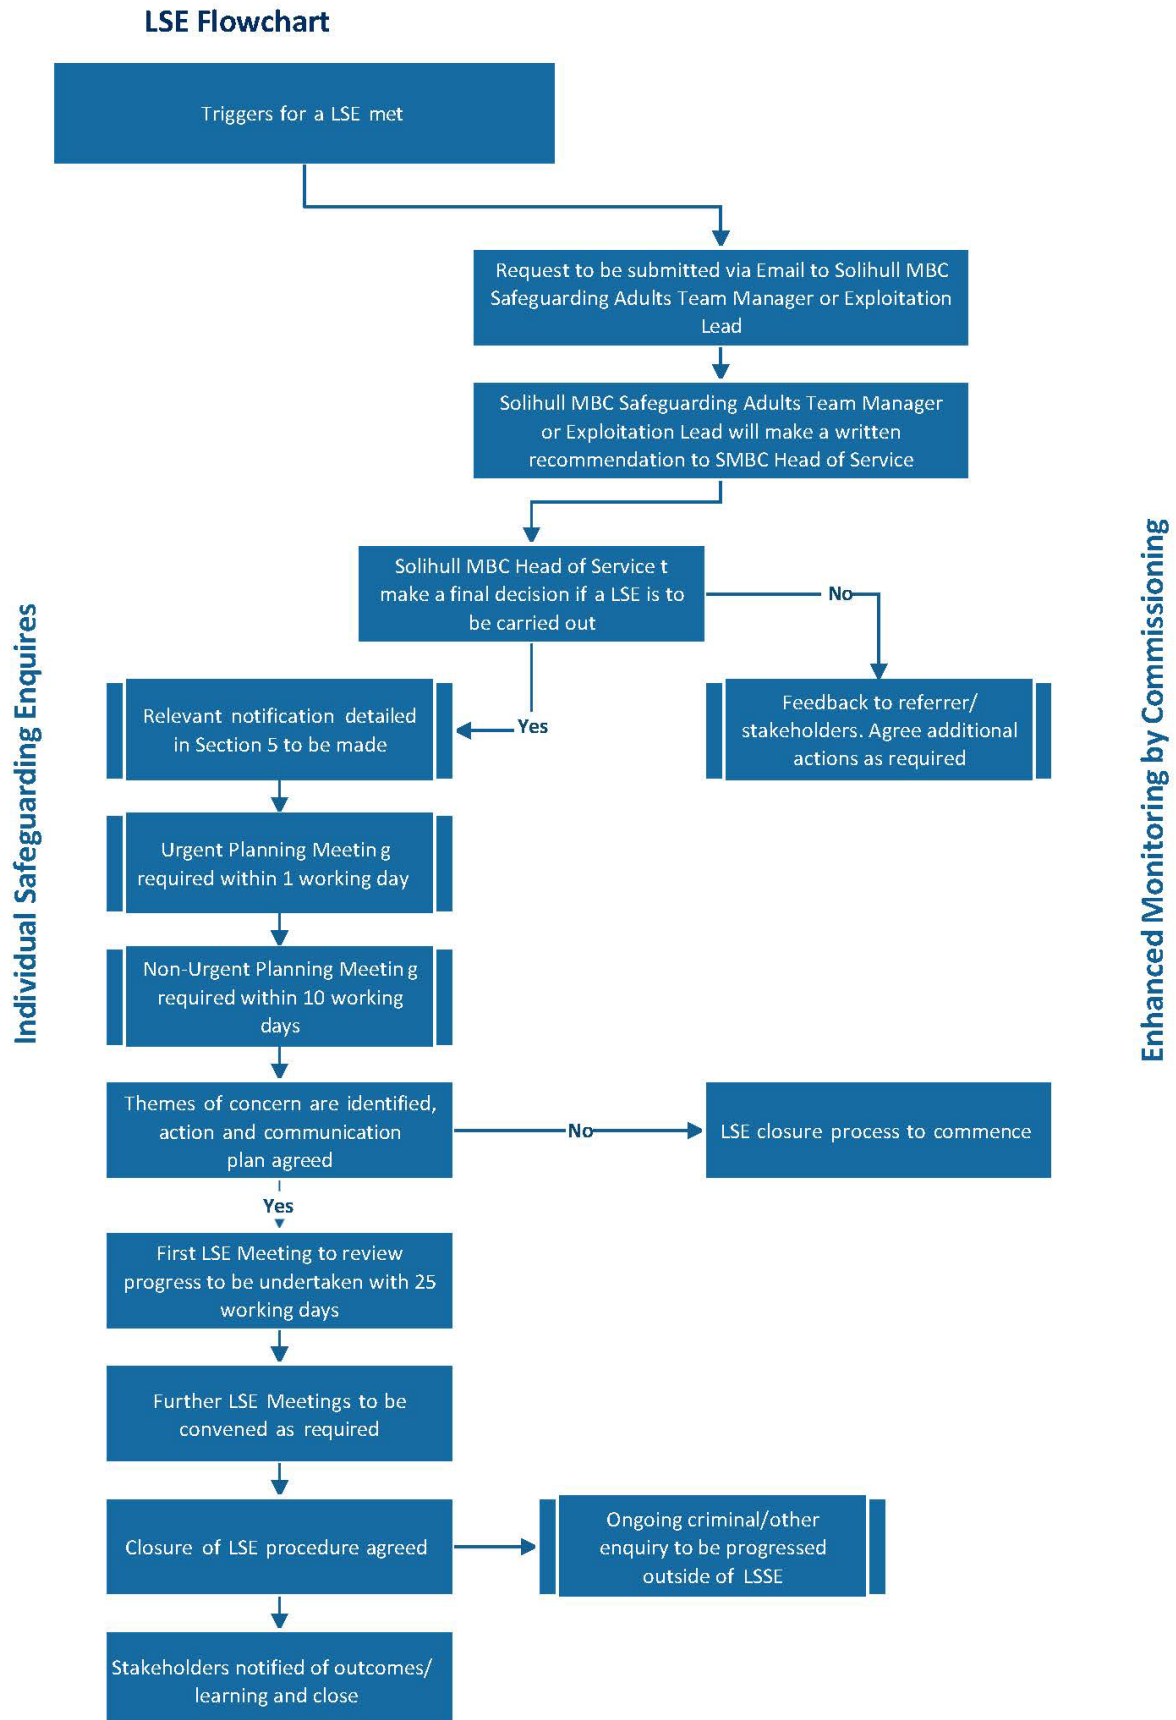 LSE Flowchart
Triggers for a LSE met
Request to be submitted via Email to Solihull MBC
Safeguarding Adults Team Manager or Exploitation
Lead
Solihull MBC Safeguarding Adults Team Manager
or Exploitation Lead will make a written
recommendation to SMBC Head of Service
Solihull MBC Head of Service t
make a final decision if a LSE is to
be carried out
No
Yes
Relevant notification detailed
in Section 5 to be made
Feedback to referrer/
stakeholders. Agree additional
actions as required
Individual Safeguarding Enquires
Enhanced Monitoring by Commissioning
Urgent Planning Meeting
required within 1 working day
Non-Urgent Planning Meeting
required within 10 working
days
Themes of concern are identified,
action and communication
plan agreed
No
LSE closure process to commence
Yes
First LSE Meeting to review
progress to be undertaken with 25
working days
Further LSE Meetings to be
convened as required
Closure of LSE procedure agreed
Ongoing criminal/other
enquiry to be progressed
outside of LSSE
Stakeholders notified of outcomes/
learning and close